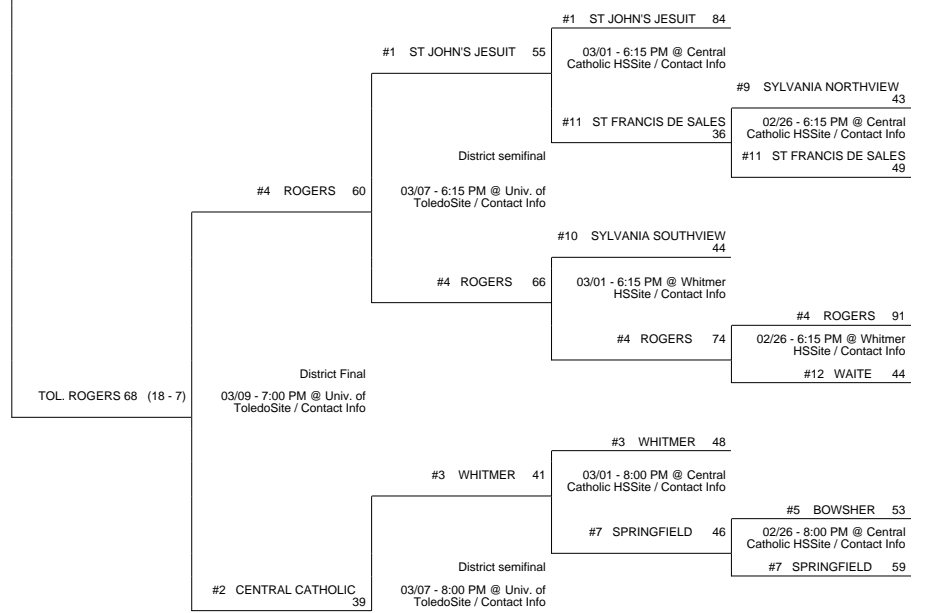 #1 ST JOHN'S JESUIT 84
#1 ST JOHN'S JESUIT 55
03/01 - 6:15 PM @ Central
Catholic HSSite / Contact Info
#9 SYLVANIA NORTHVIEW
43
#11 ST FRANCIS DE SALES
36
02/26 - 6:15 PM @ Central
Catholic HSSite / Contact Info
District semifinal
#11 ST FRANCIS DE SALES
49
#4 ROGERS 60
03/07 - 6:15 PM @ Univ. of
ToledoSite / Contact Info
#10 SYLVANIA SOUTHVIEW
44
#4 ROGERS 66
03/01 - 6:15 PM @ Whitmer
HSSite / Contact Info
#4 ROGERS 91
#4 ROGERS 74
02/26 - 6:15 PM @ Whitmer
HSSite / Contact Info
District Final
#12 WAITE 44
TOL. ROGERS 68 (18 - 7)
03/09 - 7:00 PM @ Univ. of
ToledoSite / Contact Info
#3 WHITMER 48
#3 WHITMER 41
03/01 - 8:00 PM @ Central
Catholic HSSite / Contact Info
#5 BOWSHER 53
#7 SPRINGFIELD 46
02/26 - 8:00 PM @ Central
Catholic HSSite / Contact Info
District semifinal
#7 SPRINGFIELD 59
#2 CENTRAL CATHOLIC
39
03/07 - 8:00 PM @ Univ. of
ToledoSite / Contact Info